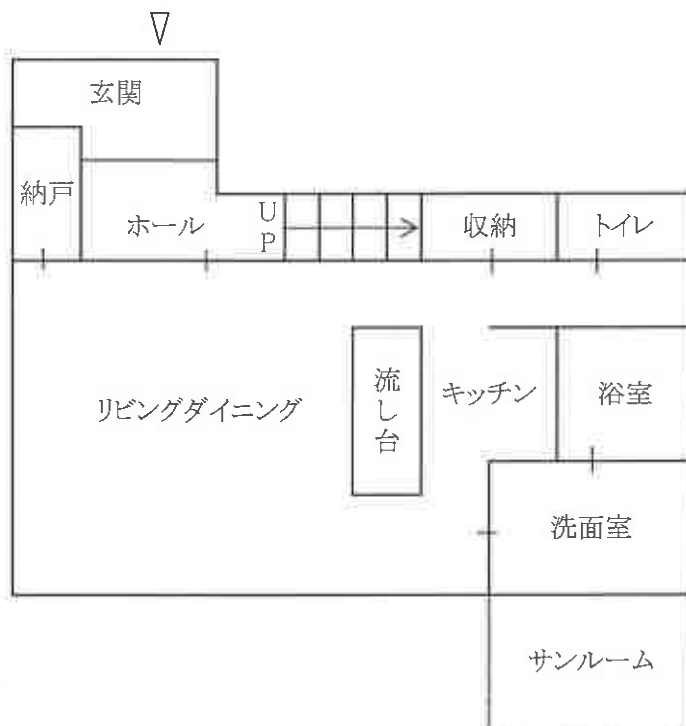 玄関
納戸
ホール
UP
収納
トイレ
リビングダイニング
流し台
キッチン
浴室
洗面室
サンルーム